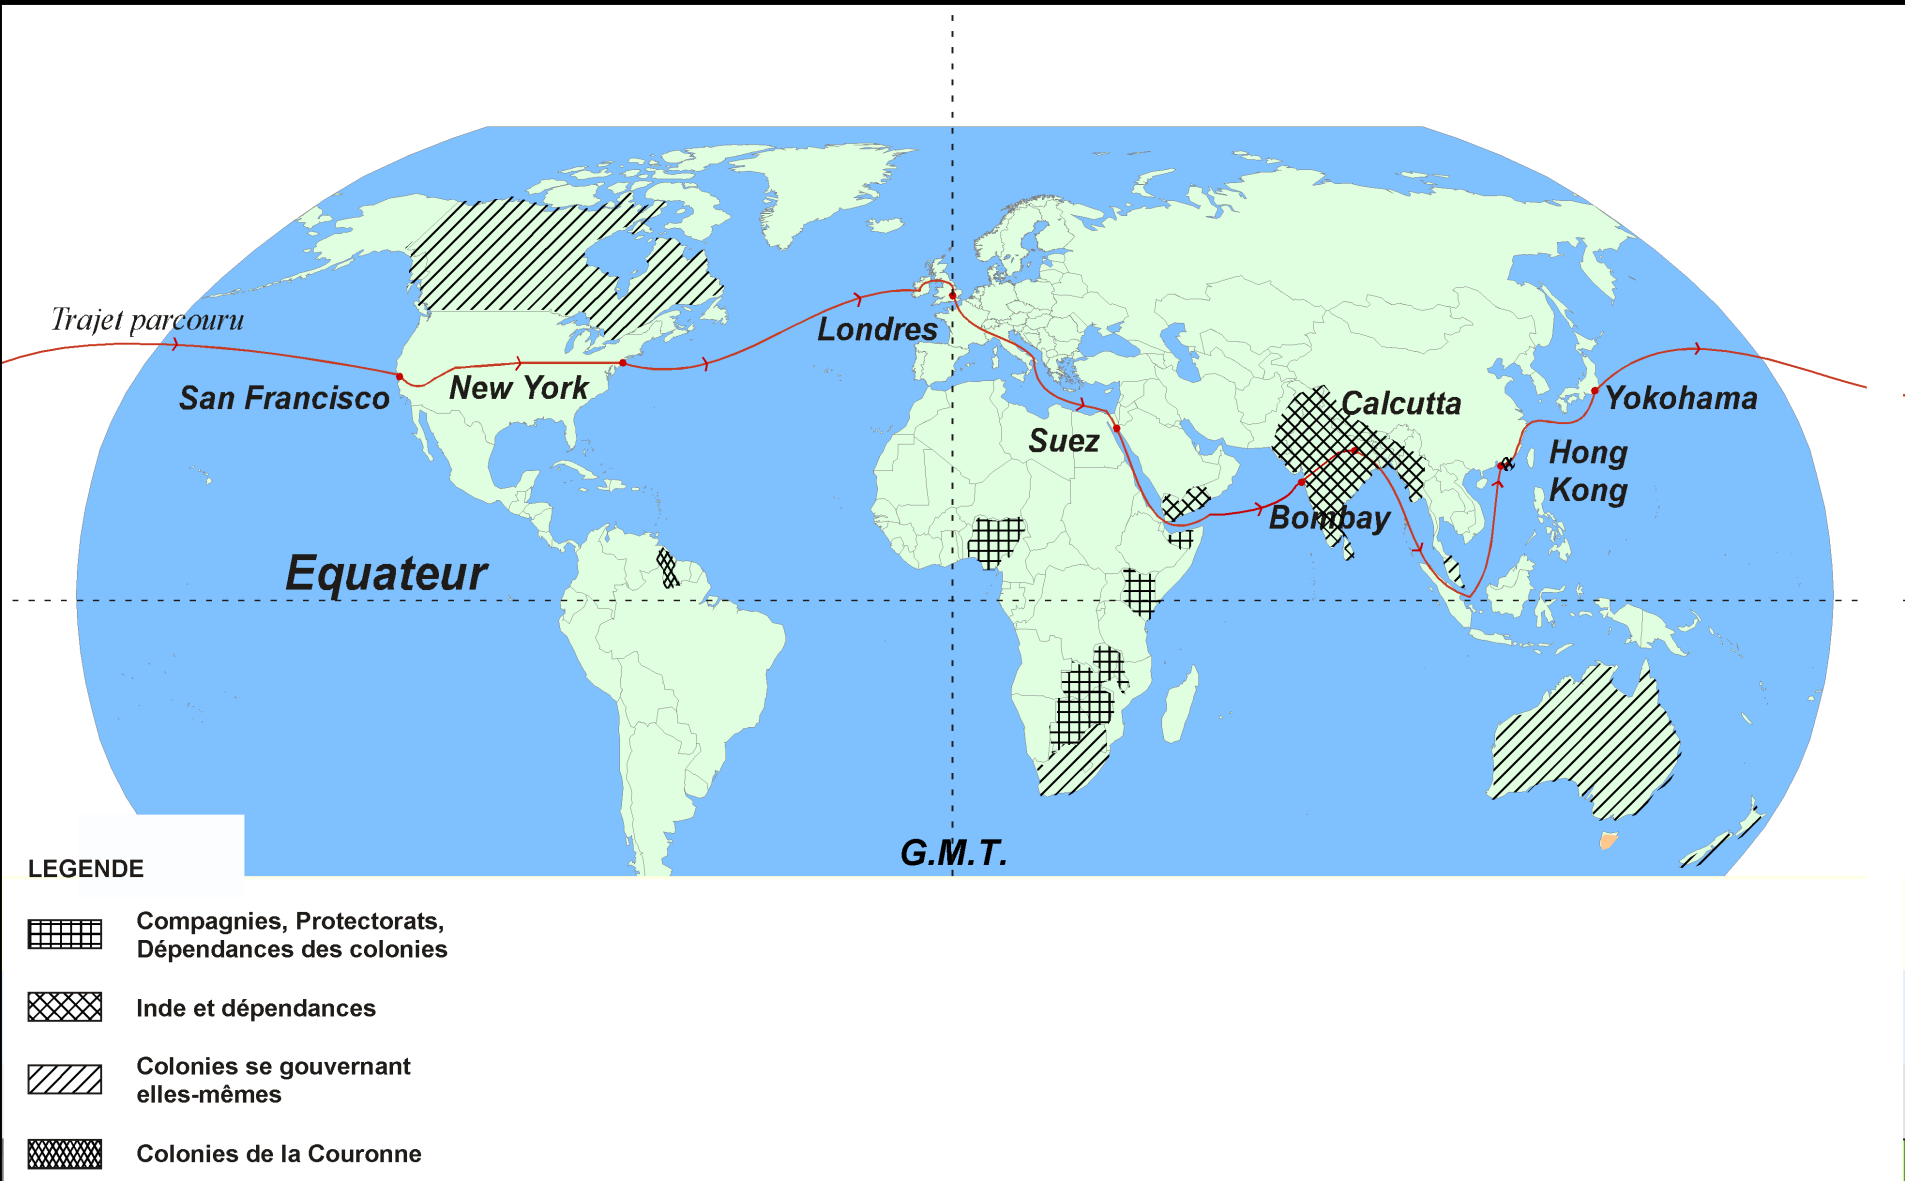 Trajet parcouru
San Francisco
New York
Londres
Suez
Calcutta
Bombay
Yokohama
Hong
Kong
Equateur
G.M.T.
LEGENDE
Compagnies, Protectorats,
Dépendances des colonies
Inde et dépendances
Colonies se gouvernant
elles-mêmes
Colonies de la Couronne